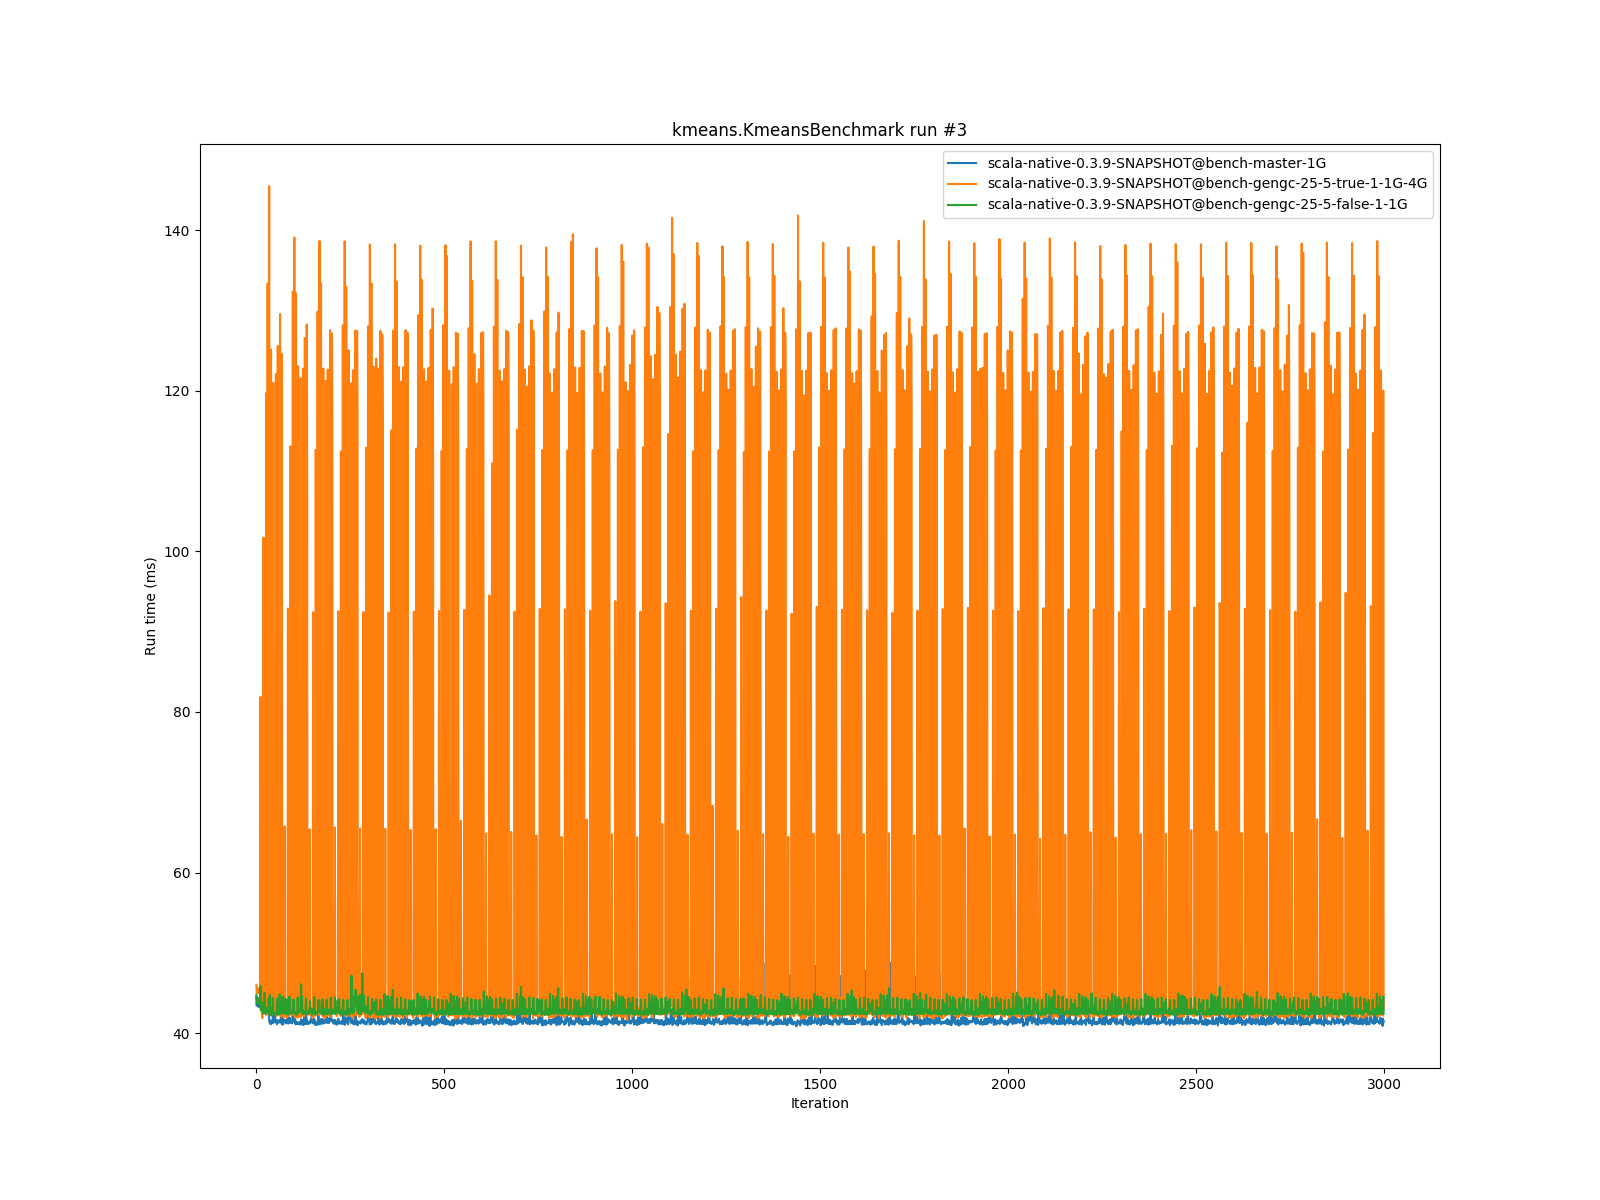 kmeans.KmeansBenchmark run #3
scala-native-0.3.9-SNAPSHOT@bench-master-1G
scala-native-0.3.9-SNAPSHOT@bench-gengc-25-5-true-1-1G-4G
scala-native-0.3.9-SNAPSHOT@bench-gengc-25-5-false-1-1G
140
120
100
80
60
40
Run time (ms)
0 500 1000 1500 2000 2500 3000
Iteration